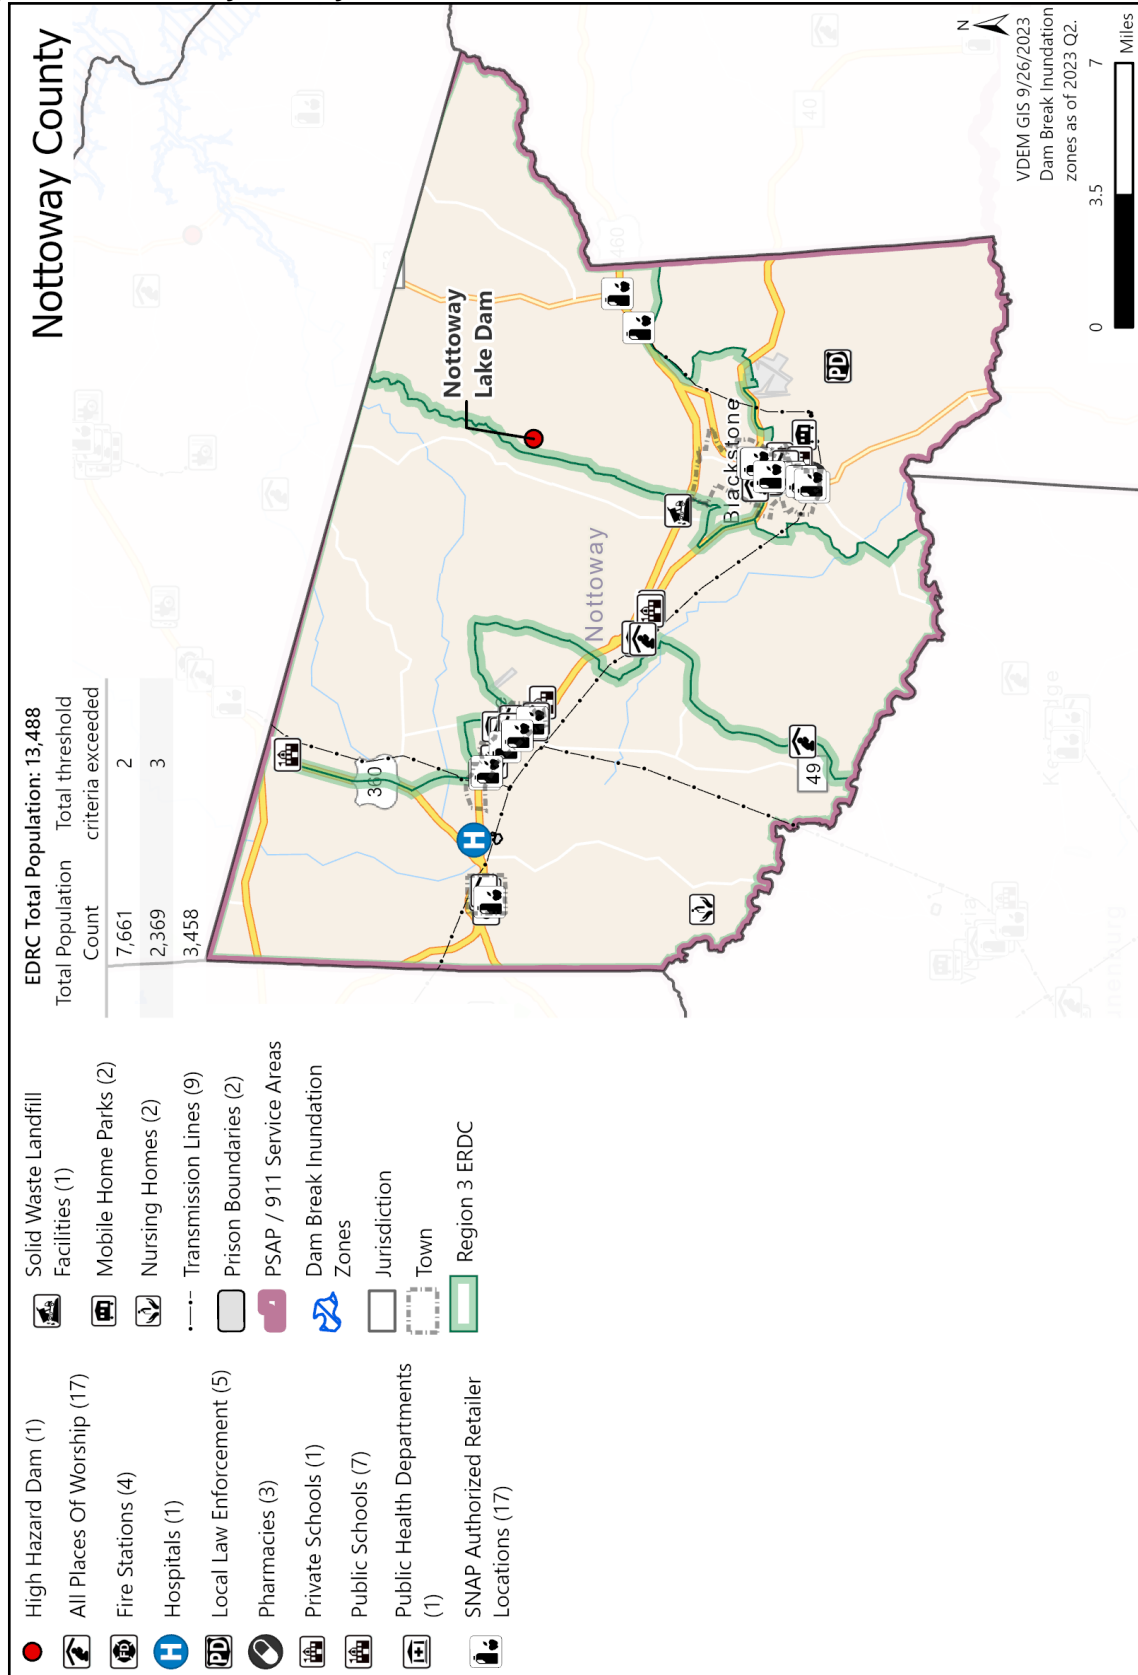 Nottoway County
EDRC Total Population: 13,488
Total Population
Count
Total threshold
criteria exceeded
7,661 2
2,369 3
3,458
High Hazard Dam (1)
All Places Of Worship (17)
Fire Stations (4)
Hospitals (1)
Local Law Enforcement (5)
Pharmacies (3)
Private Schools (1)
Public Schools (7)
Public Health Departments
(1)
SNAP Authorized Retailer
Locations (17)
Solid Waste Landfill
Facilities (1)
Mobile Home Parks (2)
Nursing Homes (2)
Transmission Lines (9)
Prison Boundaries (2)
PSAP / 911 Service Areas
Dam Break Inundation
Zones
Jurisdiction
Town
Region 3 ERDC
Nottoway
Lake Dam
Nottoway
Blackstone
360
49
40
460
H
PD
N
VDEM GIS 9/26/2023
Dam Break Inundation
zones as of 2023 Q2.
0 3.5 7
Miles